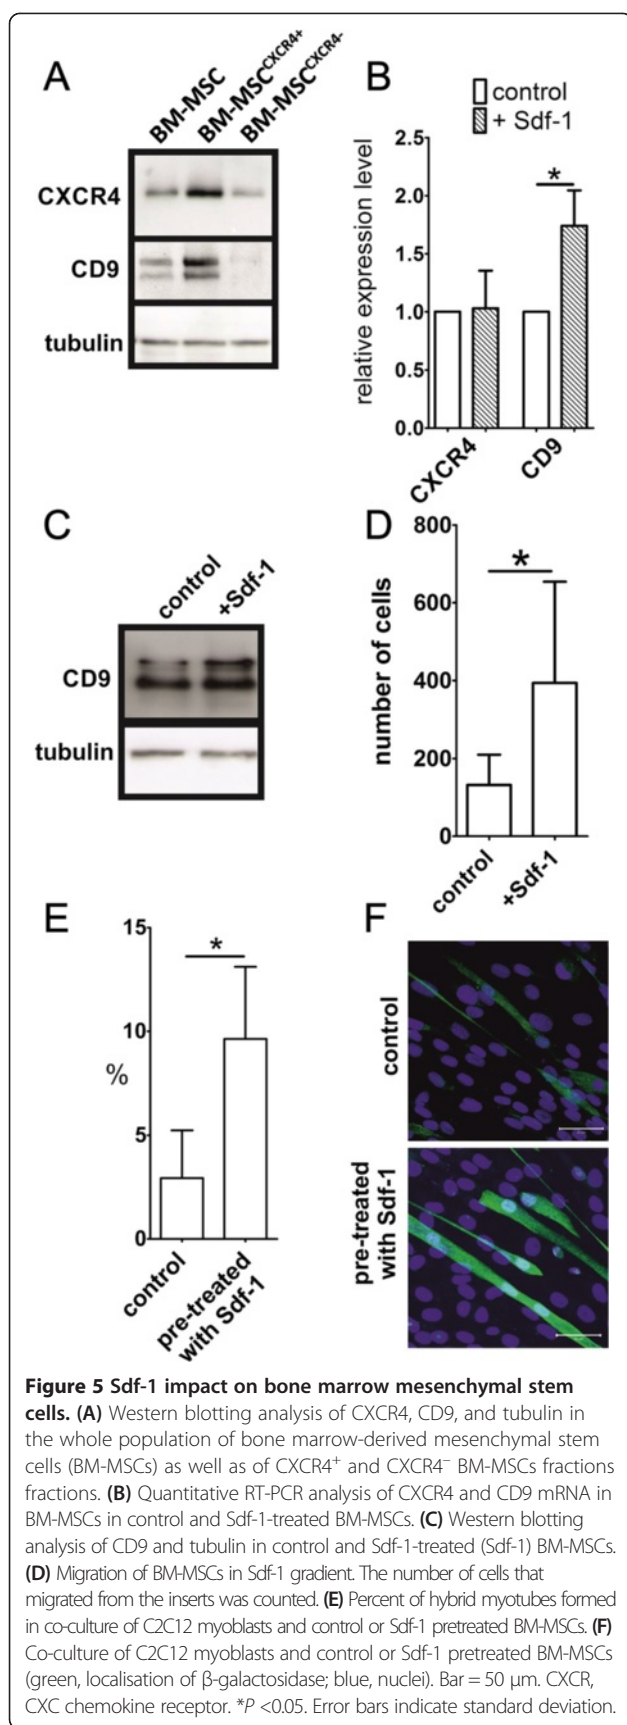 A
BM-MSC
BM-MSCCXCR4+
BM-MSCCXCR4-
CXCR4
CD9
tubulin
B
control
+ Sdf-1
relative expression level
2.5
2.0
1.5
1.0
0.5
0.0
*
CXCR4
CD9
C
control
+Sdf-1
CD9
tubulin
D
number of cells
800
600
400
200
0
*
control
+Sdf-1
E
%
15
10
5
0
*
control
pre-treated
with Sdf-1
F
control
pre-treated
with Sdf-1
Figure 5 Sdf-1 impact on bone marrow mesenchymal stem
cells. (A) Western blotting analysis of CXCR4, CD9, and tubulin in
the whole population of bone marrow-derived mesenchymal stem
cells (BM-MSCs) as well as of CXCR4⁺ and CXCR4⁻ BM-MSCs fractions
fractions. (B) Quantitative RT-PCR analysis of CXCR4 and CD9 mRNA in
BM-MSCs in control and Sdf-1-treated BM-MSCs. (C) Western blotting
analysis of CD9 and tubulin in control and Sdf-1-treated (Sdf-1) BM-MSCs.
(D) Migration of BM-MSCs in Sdf-1 gradient. The number of cells that
migrated from the inserts was counted. (E) Percent of hybrid myotubes formed
in co-culture of C2C12 myoblasts and control or Sdf-1 pretreated BM-MSCs. (F)
Co-culture of C2C12 myoblasts and control or Sdf-1 pretreated BM-MSCs
(green, localisation of β-galactosidase; blue, nuclei). Bar = 50 μm. CXCR,
CXC chemokine receptor. *P <0.05. Error bars indicate standard deviation.